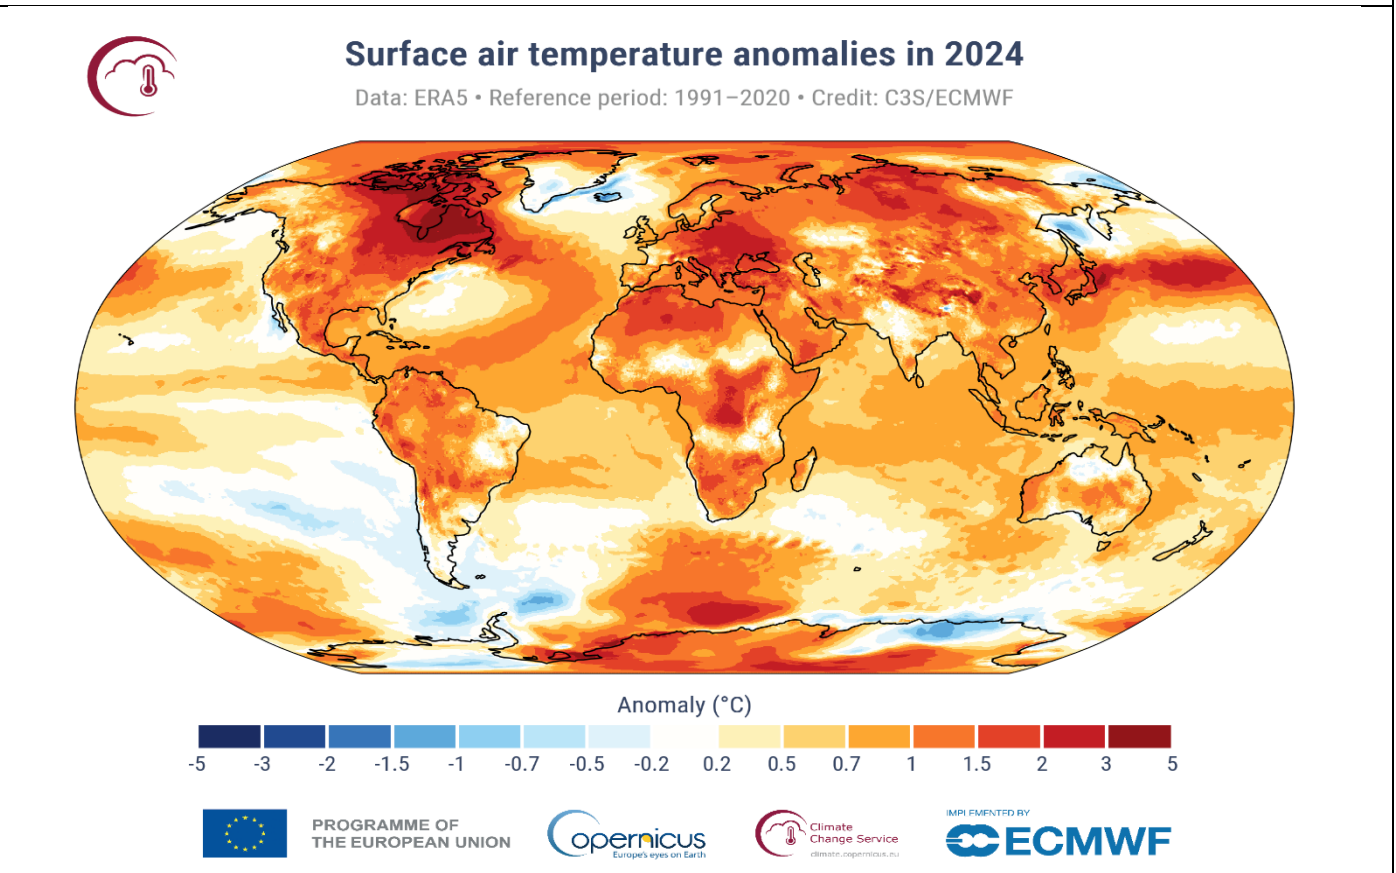 Surface air temperature anomalies in 2024
Data: ERA5 • Reference period: 1991–2020 • Credit: C3S/ECMWF
Anomaly (°C)
-5 -3 -2 -1.5 -1 -0.7 -0.5 -0.2 0.2 0.5 0.7 1 1.5 2 3 5
PROGRAMME OF
THE EUROPEAN UNION
opernicus
Europe's eyes on Earth
Climate
Change Service
climate.copernicus.eu
IMPLEMENTED BY
ECMWF